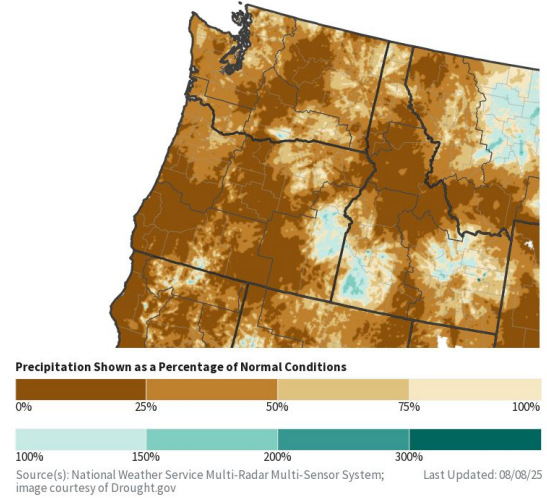 Precipitation Shown as a Percentage of Normal Conditions
0% 25% 50% 75% 100%
100% 150% 200% 300%
Source(s): National Weather Service Multi-Radar Multi-Sensor System; Last Updated: 08/08/25
image courtesy of Drought.gov